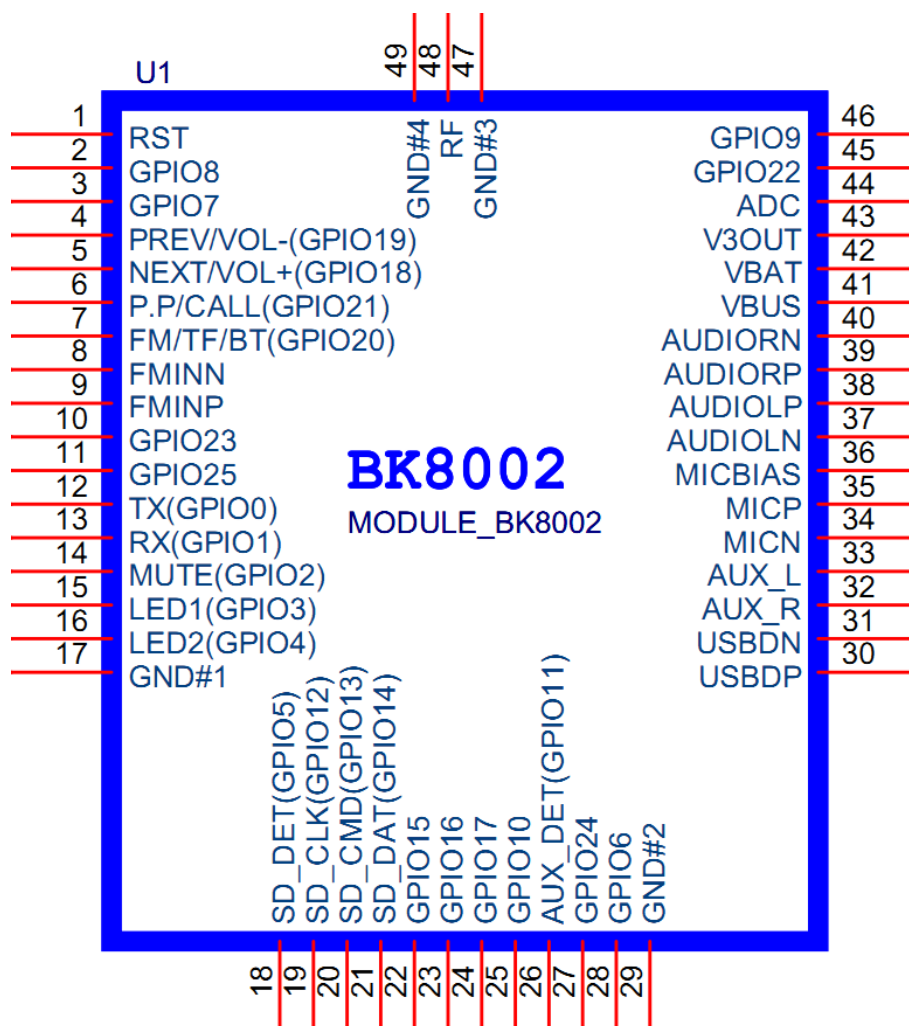 49
48
47
U1
1
RST
2
GPIO8
3
GPIO7
4
PREV/VOL-(GPIO19)
5
NEXT/VOL+(GPIO18)
6
P.P/CALL(GPIO21)
7
FM/TF/BT(GPIO20)
8
FMINN
9
FMINP
10
GPIO23
11
GPIO25
12
TX(GPIO0)
13
RX(GPIO1)
14
MUTE(GPIO2)
15
LED1(GPIO3)
16
LED2(GPIO4)
17
GND#1
GND#4
RF
GND#3
46
GPIO9
45
GPIO22
44
ADC
43
V3OUT
42
VBAT
41
VBUS
40
AUDIORN
39
AUDIORP
38
AUDIOLP
37
AUDIOLN
36
MICBIAS
35
MICP
34
MICN
33
AUX_L
32
AUX_R
31
USBDN
30
USBDP
BK8002
MODULE_BK8002
SD_DET(GPIO5)
SD_CLK(GPIO12)
SD_CMD(GPIO13)
SD_DAT(GPIO14)
GPIO15
GPIO16
GPIO17
GPIO10
AUX_DET(GPIO11)
GPIO24
GPIO6
GND#2
18
19
20
21
22
23
24
25
26
27
28
29